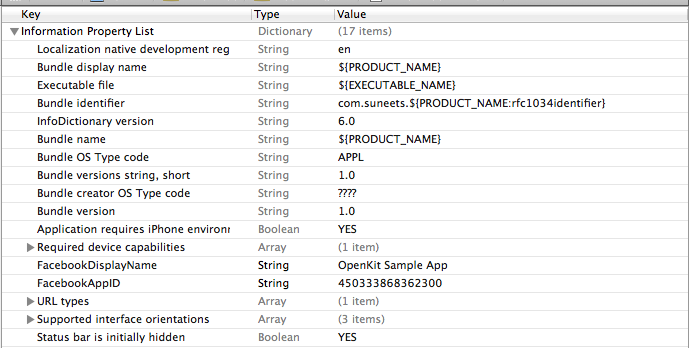 Key Type Value
Information Property List Dictionary (17 items)
Localization native development reg String en
Bundle display name String ${PRODUCT_NAME}
Executable file String ${EXECUTABLE_NAME}
Bundle identifier String com.suneets.${PRODUCT_NAME:rfc1034identifier}
InfoDictionary version String 6.0
Bundle name String ${PRODUCT_NAME}
Bundle OS Type code String APPL
Bundle versions string, short String 1.0
Bundle creator OS Type code String ????
Bundle version String 1.0
Application requires iPhone environr Boolean YES
Required device capabilities Array (1 item)
FacebookDisplayName String OpenKit Sample App
FacebookAppID String 450333868362300
URL types Array (1 item)
Supported interface orientations Array (3 items)
Status bar is initially hidden Boolean YES